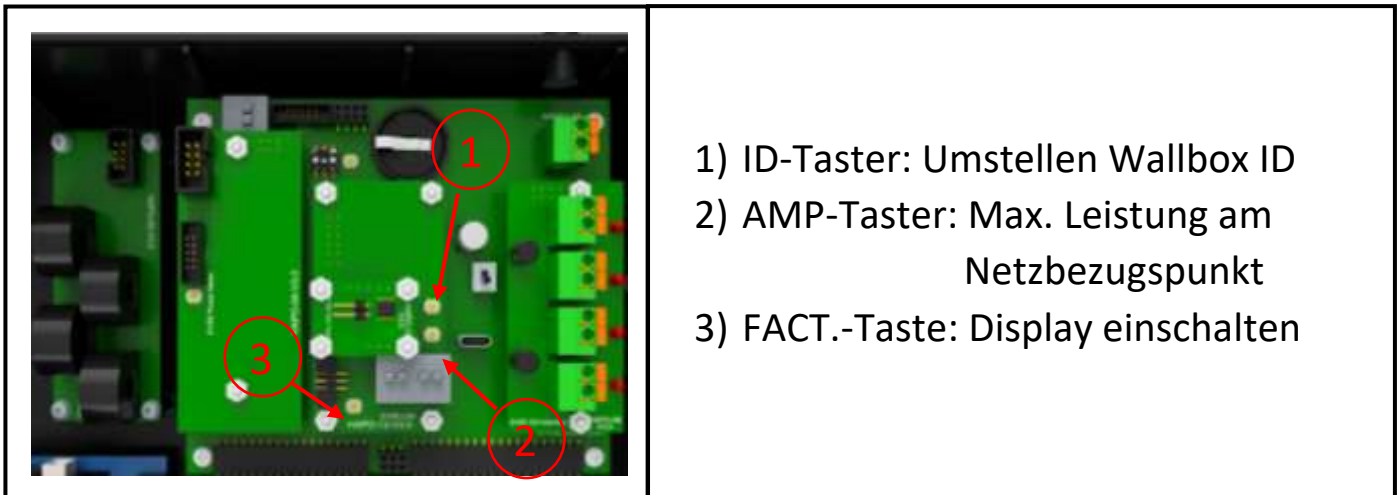 1
3
2
1) ID-Taster: Umstellen Wallbox ID
2) AMP-Taster: Max. Leistung am
Netzbezugspunkt
3) FACT.-Taste: Display einschalten